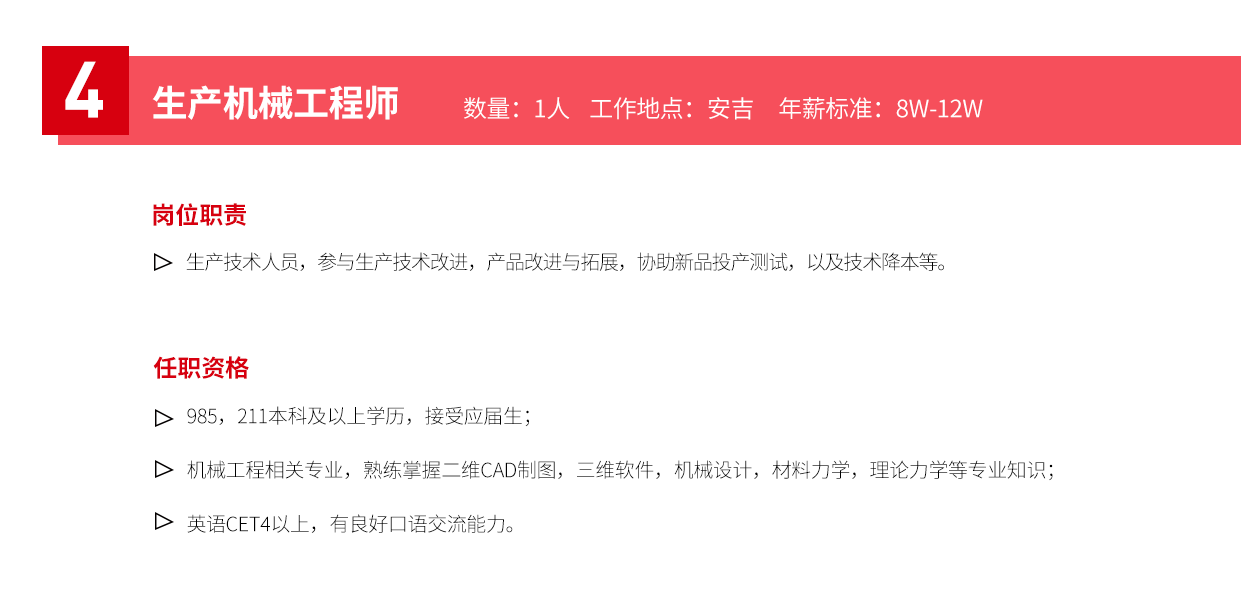 4
生产机械工程师 数量：1人 工作地点：安吉 年薪标准：8W-12W
岗位职责
生产技术人员，参与生产技术改进，产品改进与拓展，协助新品投产测试，以及技术降本等。
任职资格
985，211本科及以上学历，接受应届生；
机械工程相关专业，熟练掌握二维CAD制图，三维软件，机械设计，材料力学，理论力学等专业知识；
英语CET4以上，有良好口语交流能力。